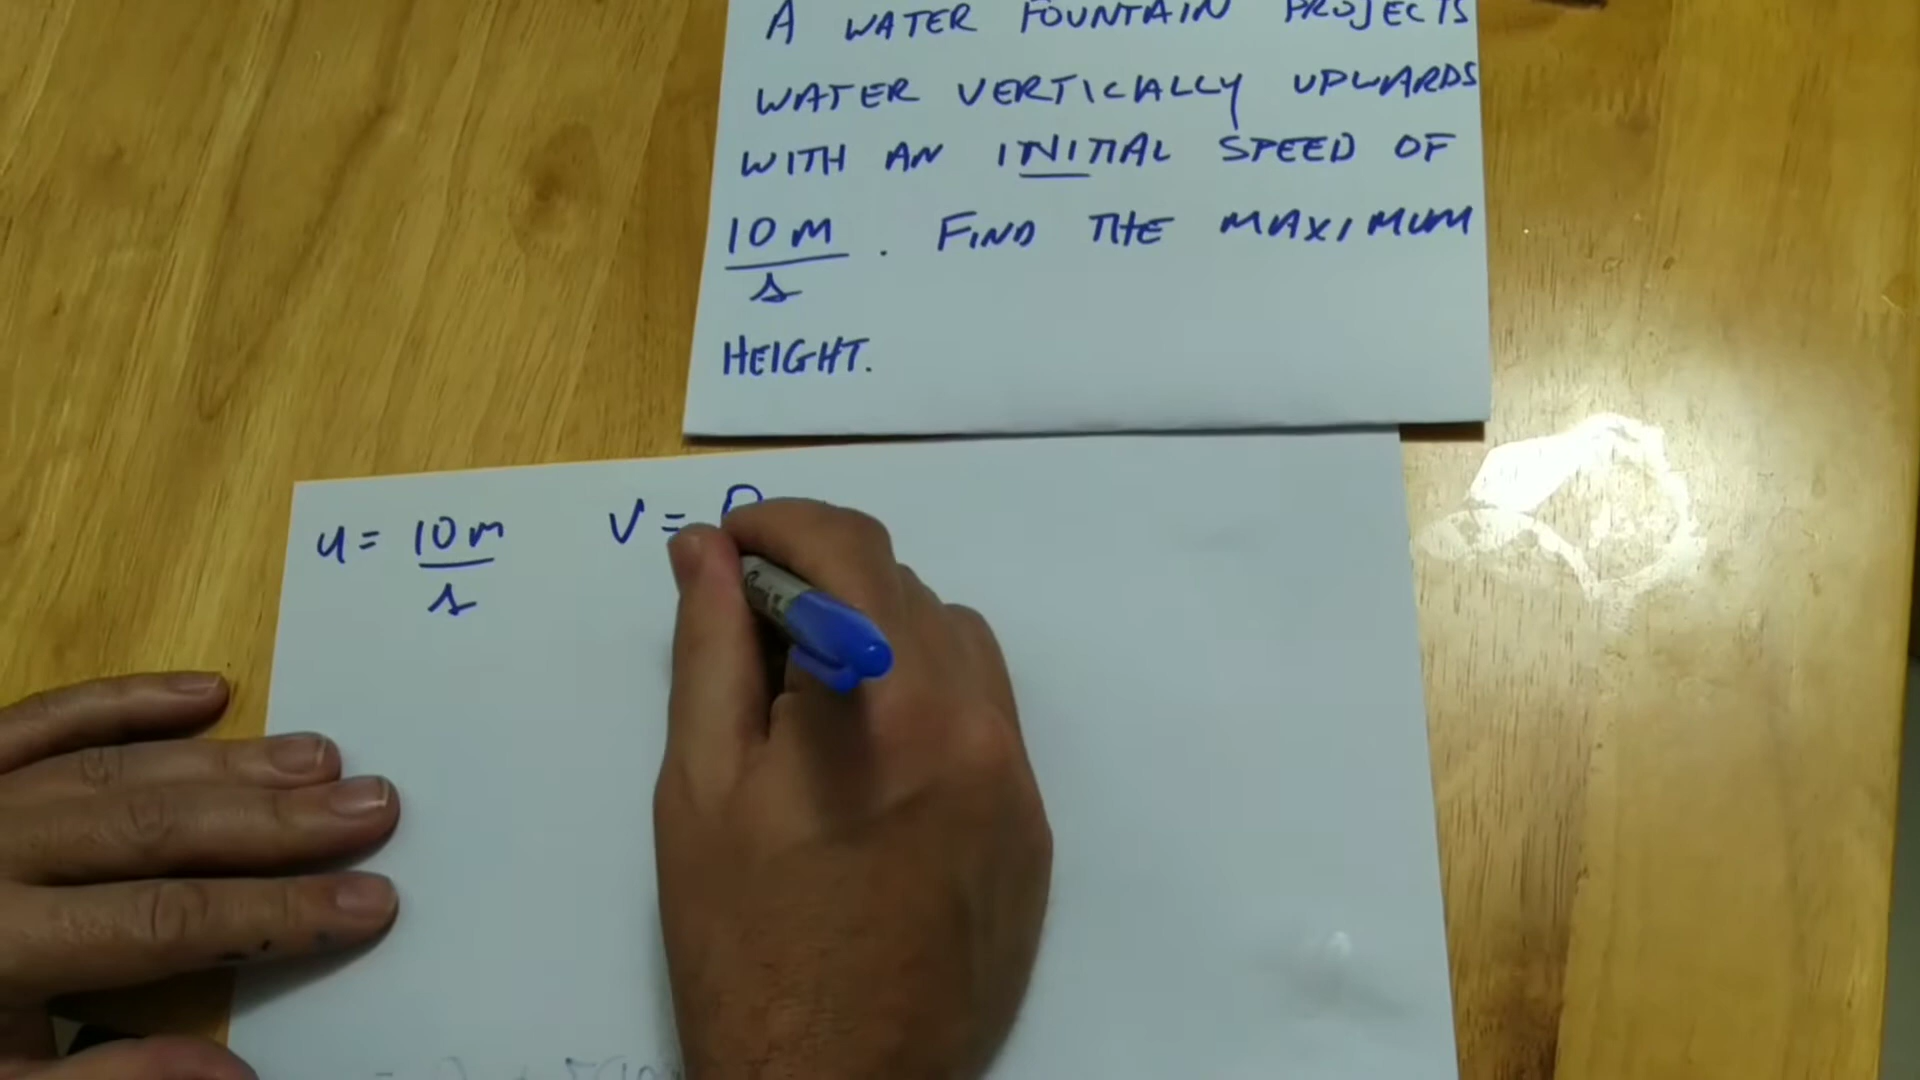 A WATER FOUNTAIN PROJECTS
WATER VERTICALLY UPWARDS
WITH AN INITIAL SPEED OF
10 m
s . FIND THE MAXIMUM
HEIGHT.
u = 10 m
s
V =